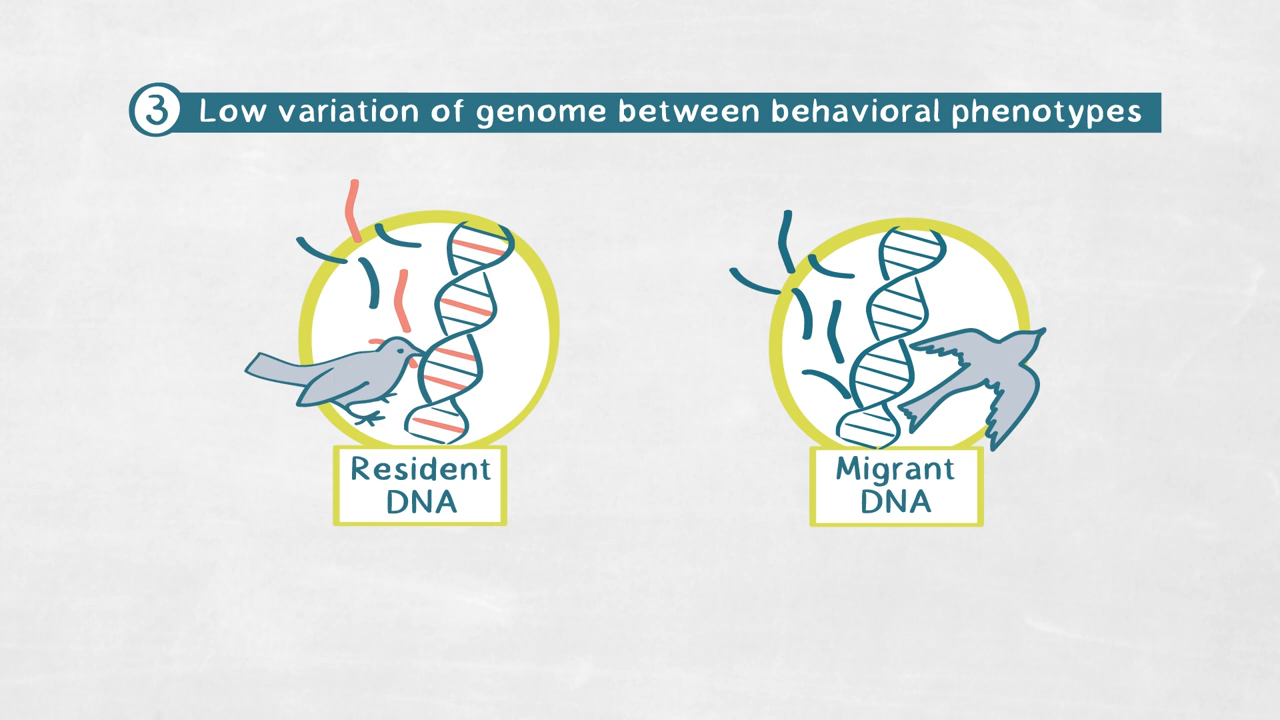 3 Low variation of genome between behavioral phenotypes
Resident
DNA
Migrant
DNA